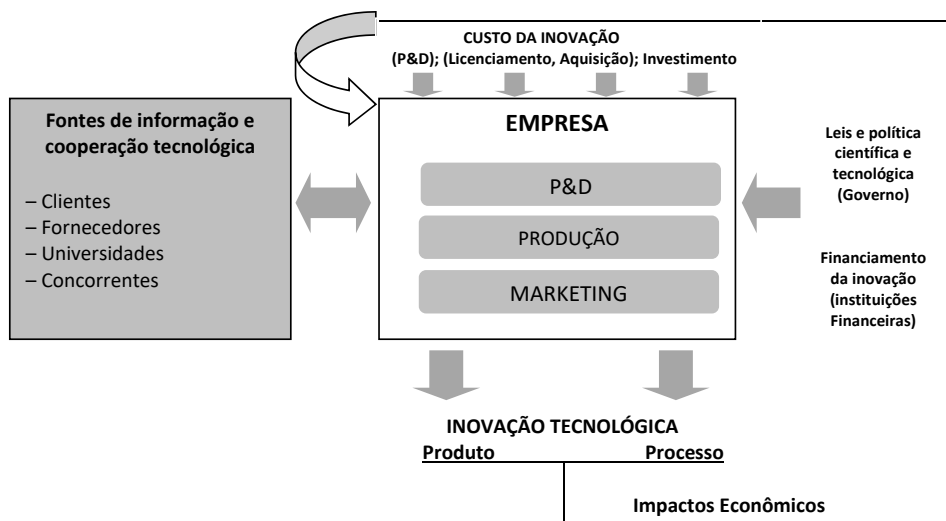 CUSTO DA INOVAÇÃO
(P&D); (Licenciamento, Aquisição); Investimento
Fontes de informação e
cooperação tecnológica
– Clientes
– Fornecedores
– Universidades
– Concorrentes
EMPRESA
P&D
PRODUÇÃO
MARKETING
Leis e política
científica e
tecnológica
(Governo)
Financiamento
da inovação
(instituições
Financeiras)
INOVAÇÃO TECNOLÓGICA
Produto Processo
Impactos Econômicos